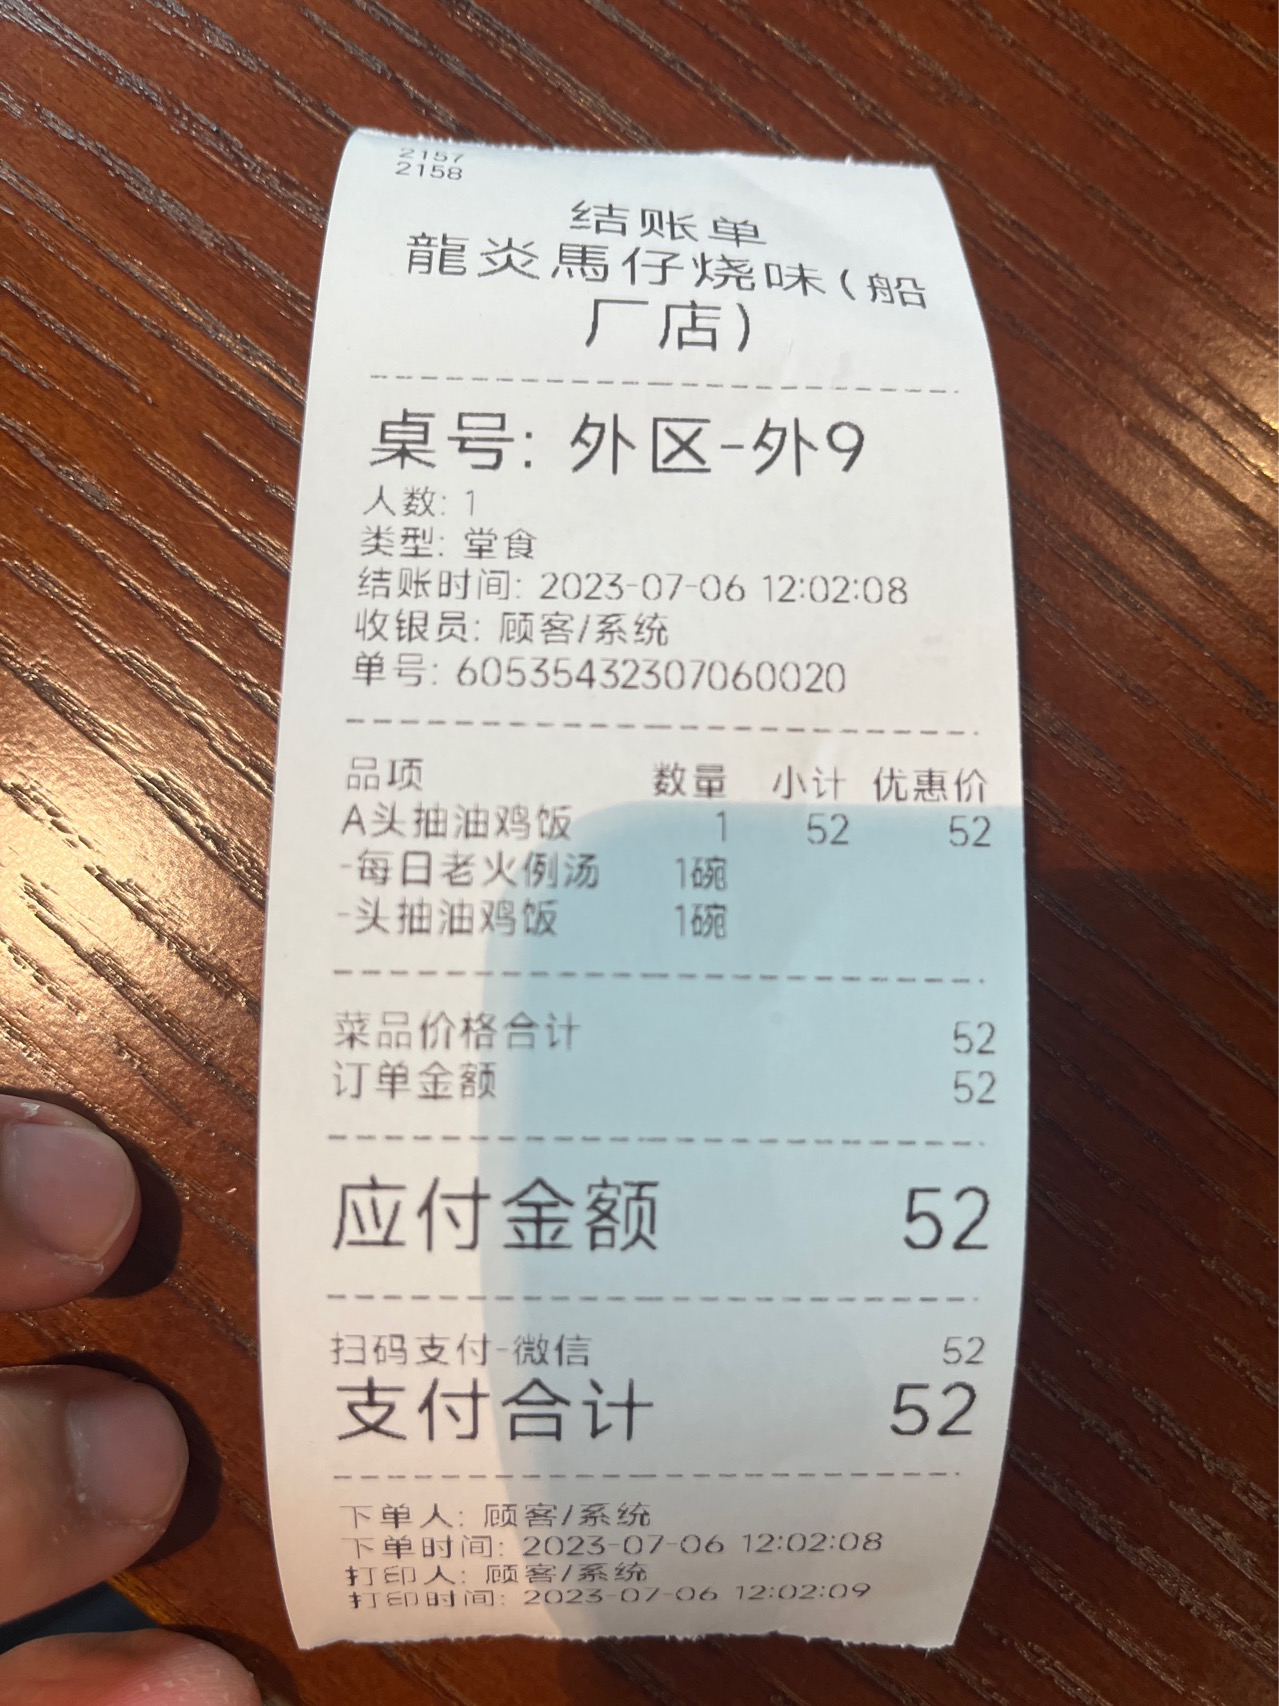 2157
2158
结账单
龍炎馬仔烧味(船
厂店)
桌号: 外区-外9
人数: 1
类型: 堂食
结账时间: 2023-07-06 12:02:08
收银员: 顾客/系统
单号: 60535432307060020
品项 数量 小计 优惠价
A头抽油鸡饭 1 52 52
-每日老火例汤 1碗
-头抽油鸡饭 1碗
菜品价格合计 52
订单金额 52
应付金额 52
扫码支付-微信 52
支付合计 52
下单人: 顾客/系统
下单时间: 2023-07-06 12:02:08
打印人: 顾客/系统
打印时间: 2023-07-06 12:02:09